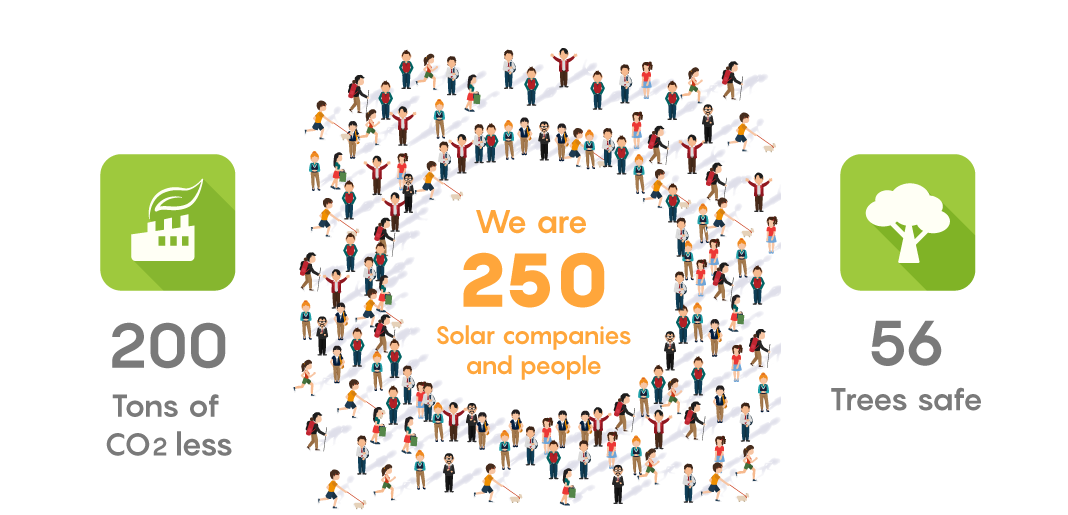 We are
250
Solar companies
and people
200
Tons of
CO2 less
56
Trees safe